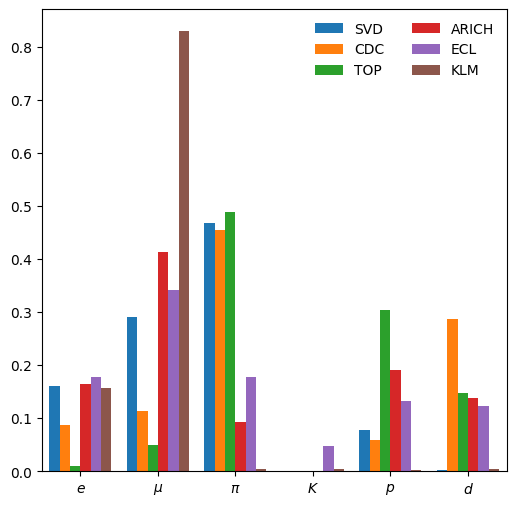 SVD
CDC
TOP
ARICH
ECL
KLM
0.8
0.7
0.6
0.5
0.4
0.3
0.2
0.1
0.0
e μ π K p d